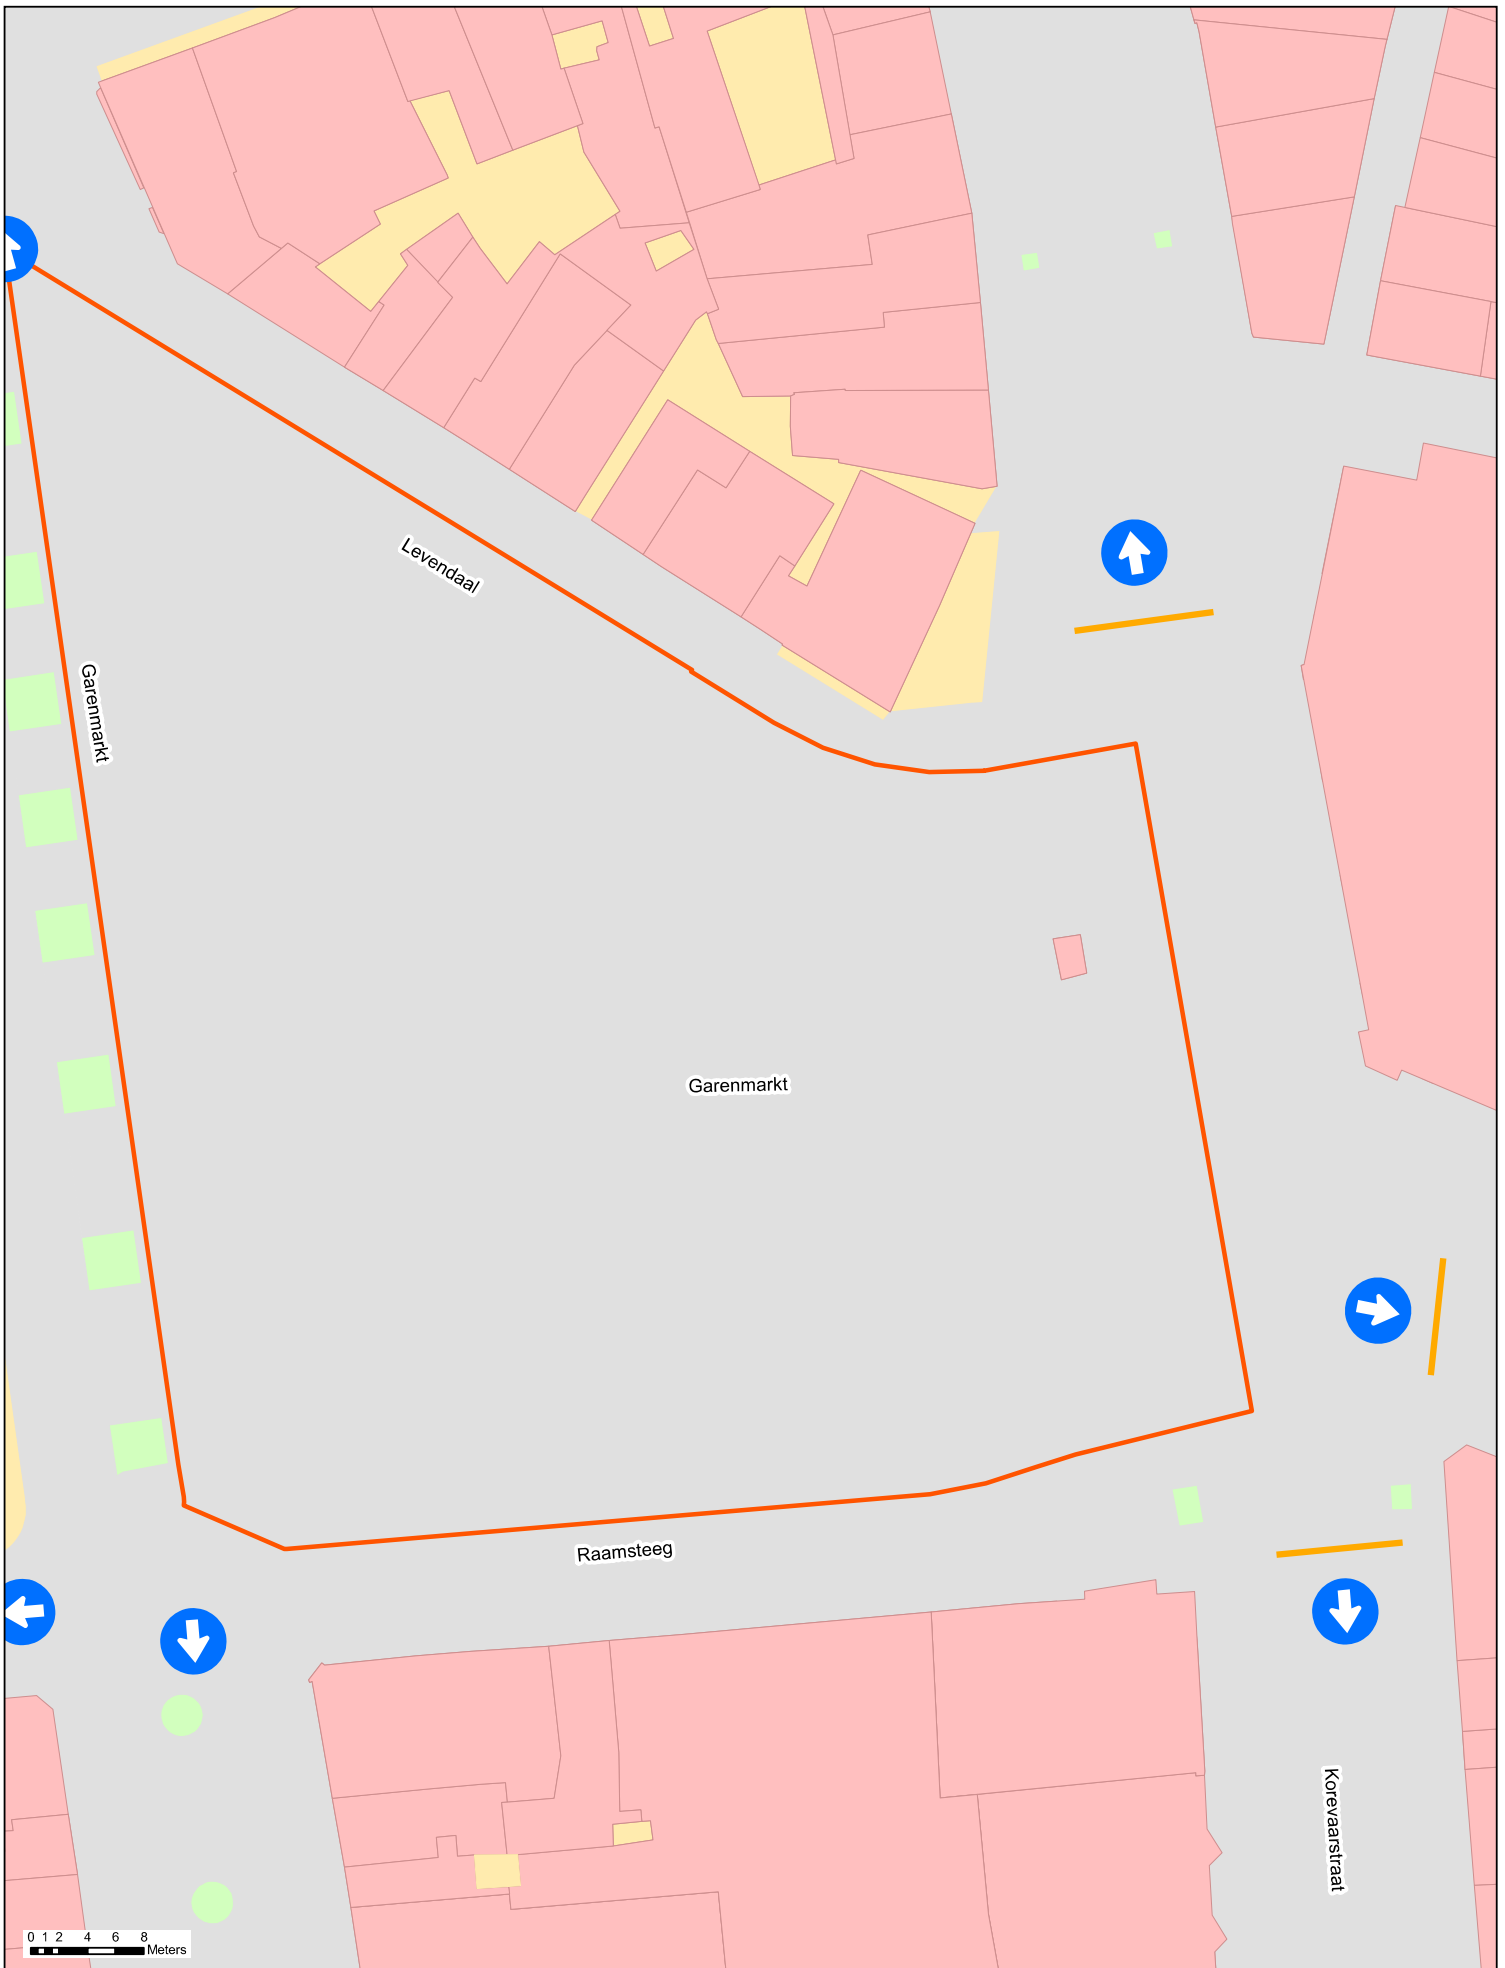 Levendaal
Garenmarkt
Garenmarkt
Raamsteeg
Korevaarstraat
0 1 2 4 6 8
Meters